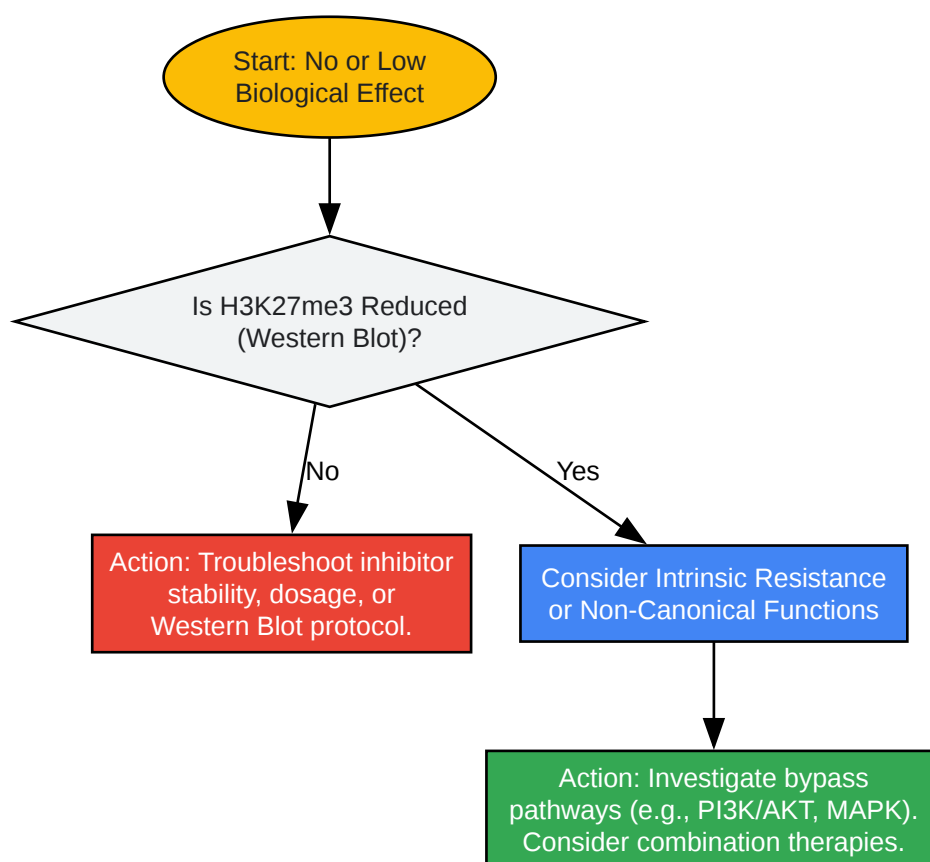 Start: No or Low
Biological Effect
Is H3K27me3 Reduced
(Western Blot)?
No
Yes
Action: Troubleshoot inhibitor
stability, dosage, or
Western Blot protocol.
Consider Intrinsic Resistance
or Non-Canonical Functions
Action: Investigate bypass
pathways (e.g., PI3K/AKT, MAPK).
Consider combination therapies.